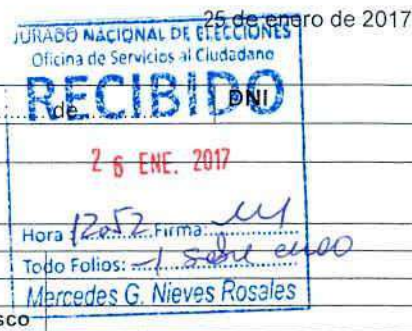 25 de enero de 2017
JURADO NACIONAL DE ELECCIONES
Oficina de Servicios al Ciudadano
RECIBIDO
de DNI
26 ENE. 2017
Hora 12:52 Firma:
Todo Folios: 1 sobre
Mercedes G. Nieves Rosales
sco